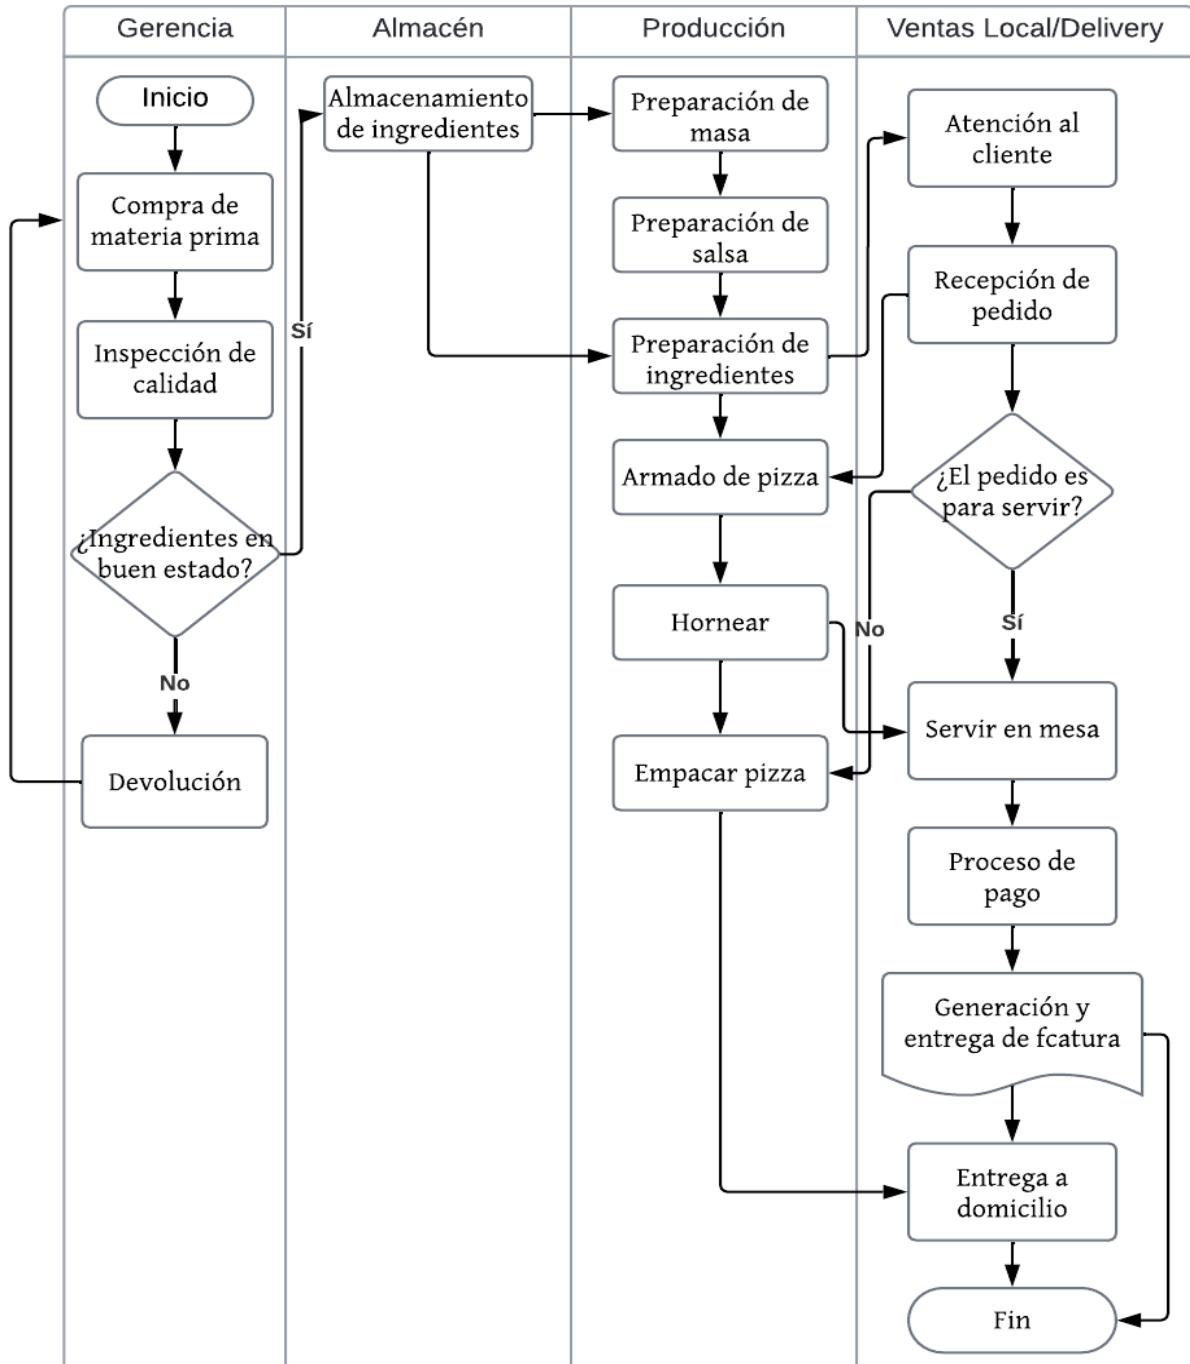 Gerencia
Almacén
Producción
Ventas Local/Delivery
Inicio
Compra de
materia prima
Inspección de
calidad
¿Ingredientes en
buen estado?
Sí
No
Devolución
Almacenamiento
de ingredientes
Preparación de
masa
Preparación de
salsa
Preparación de
ingredientes
Armado de pizza
Hornear
Empacar pizza
Atención al
cliente
Recepción de
pedido
¿El pedido es
para servir?
No
Sí
Servir en mesa
Proceso de
pago
Generación y
entrega de fcatura
Entrega a
domicilio
Fin